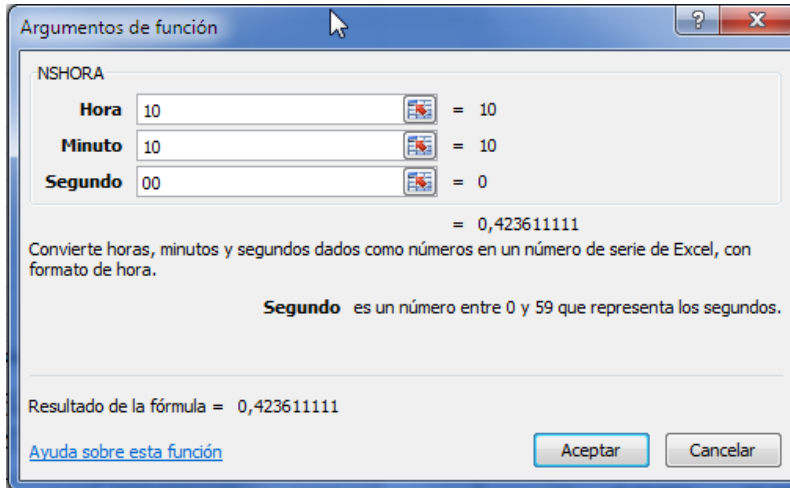 Argumentos de función
NSHORA
Hora 10 = 10
Minuto 10 = 10
Segundo 00 = 0
= 0,423611111
Convierte horas, minutos y segundos dados como números en un número de serie de Excel, con
formato de hora.
Segundo es un número entre 0 y 59 que representa los segundos.
Resultado de la fórmula = 0,423611111
Ayuda sobre esta función
Aceptar
Cancelar